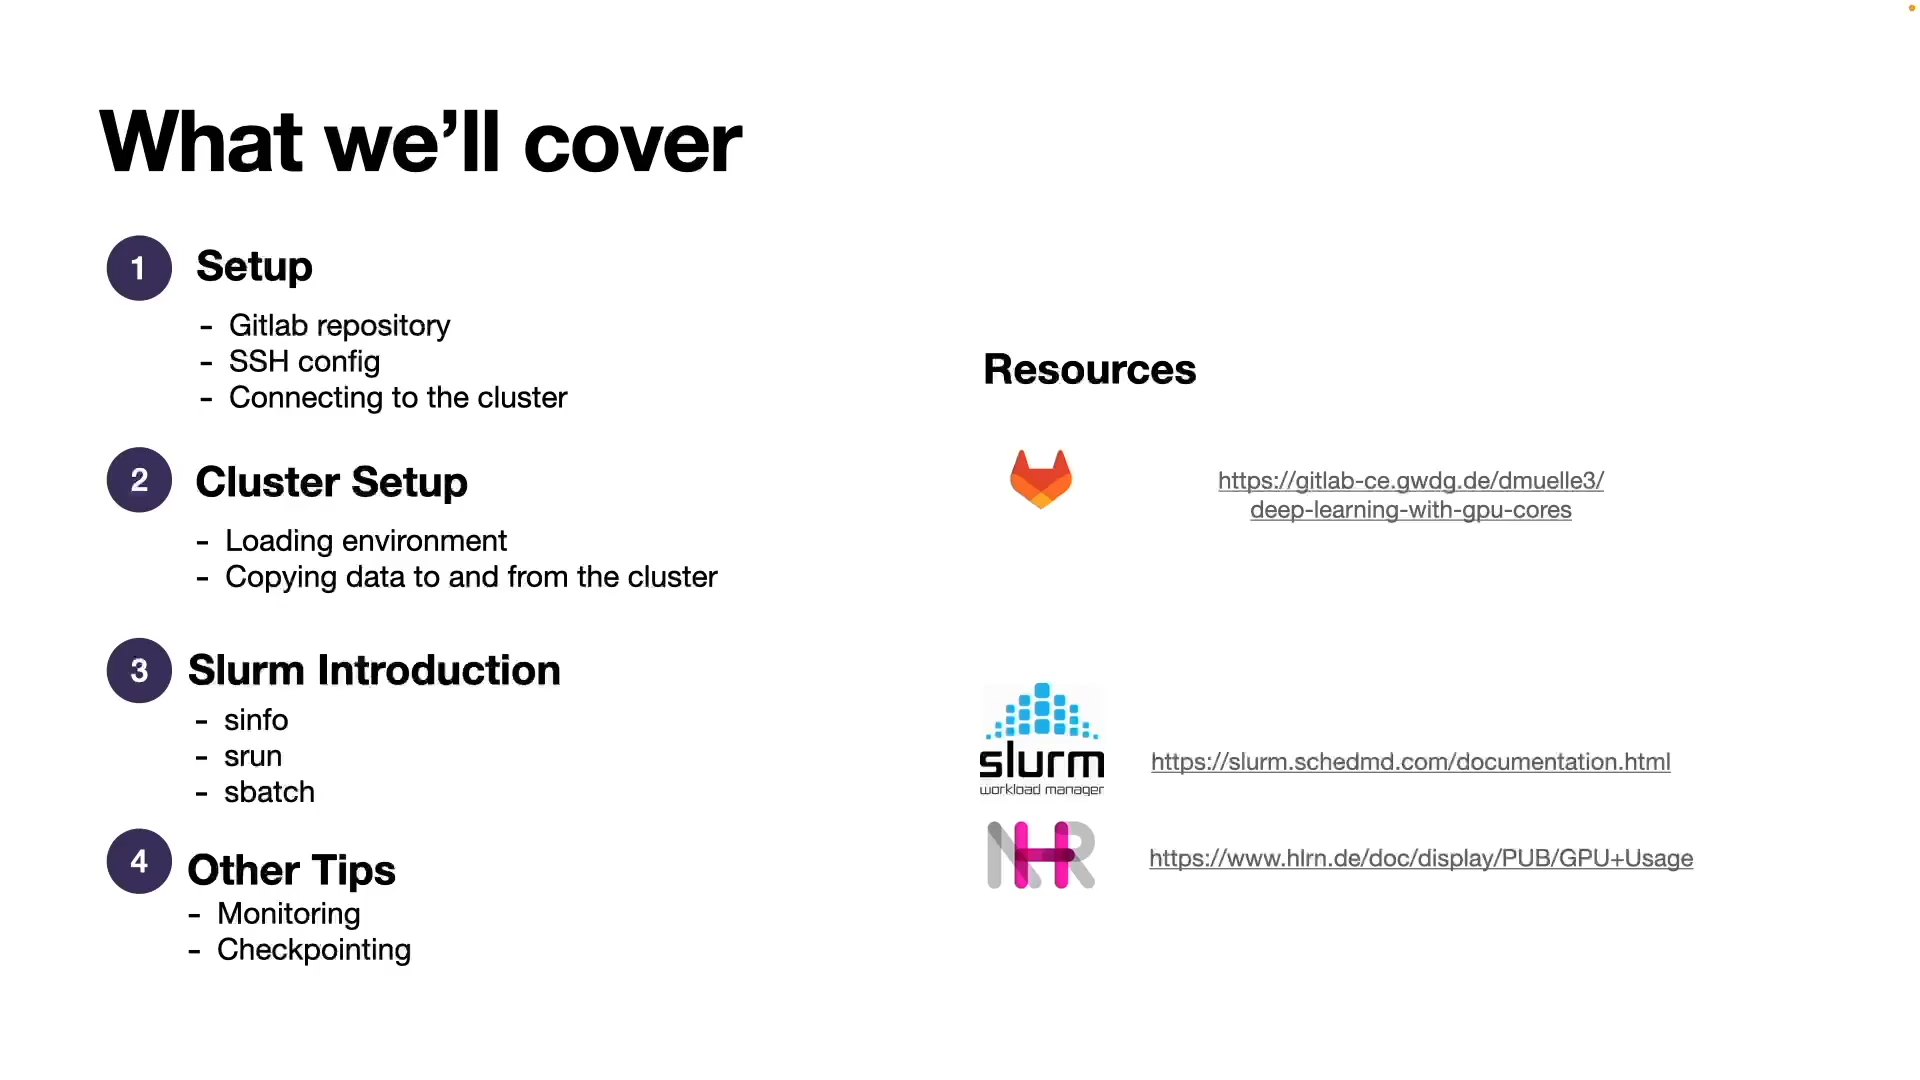 What we’ll cover
1 Setup
- Gitlab repository
- SSH config
- Connecting to the cluster
2 Cluster Setup
- Loading environment
- Copying data to and from the cluster
3 Slurm Introduction
- sinfo
- srun
- sbatch
4 Other Tips
- Monitoring
- Checkpointing
Resources
https://gitlab-ce.gwdg.de/dmuelle3/
deep-learning-with-gpu-cores
slurm
workload manager
https://slurm.schedmd.com/documentation.html
NHR
https://www.hlrn.de/doc/display/PUB/GPU+Usage